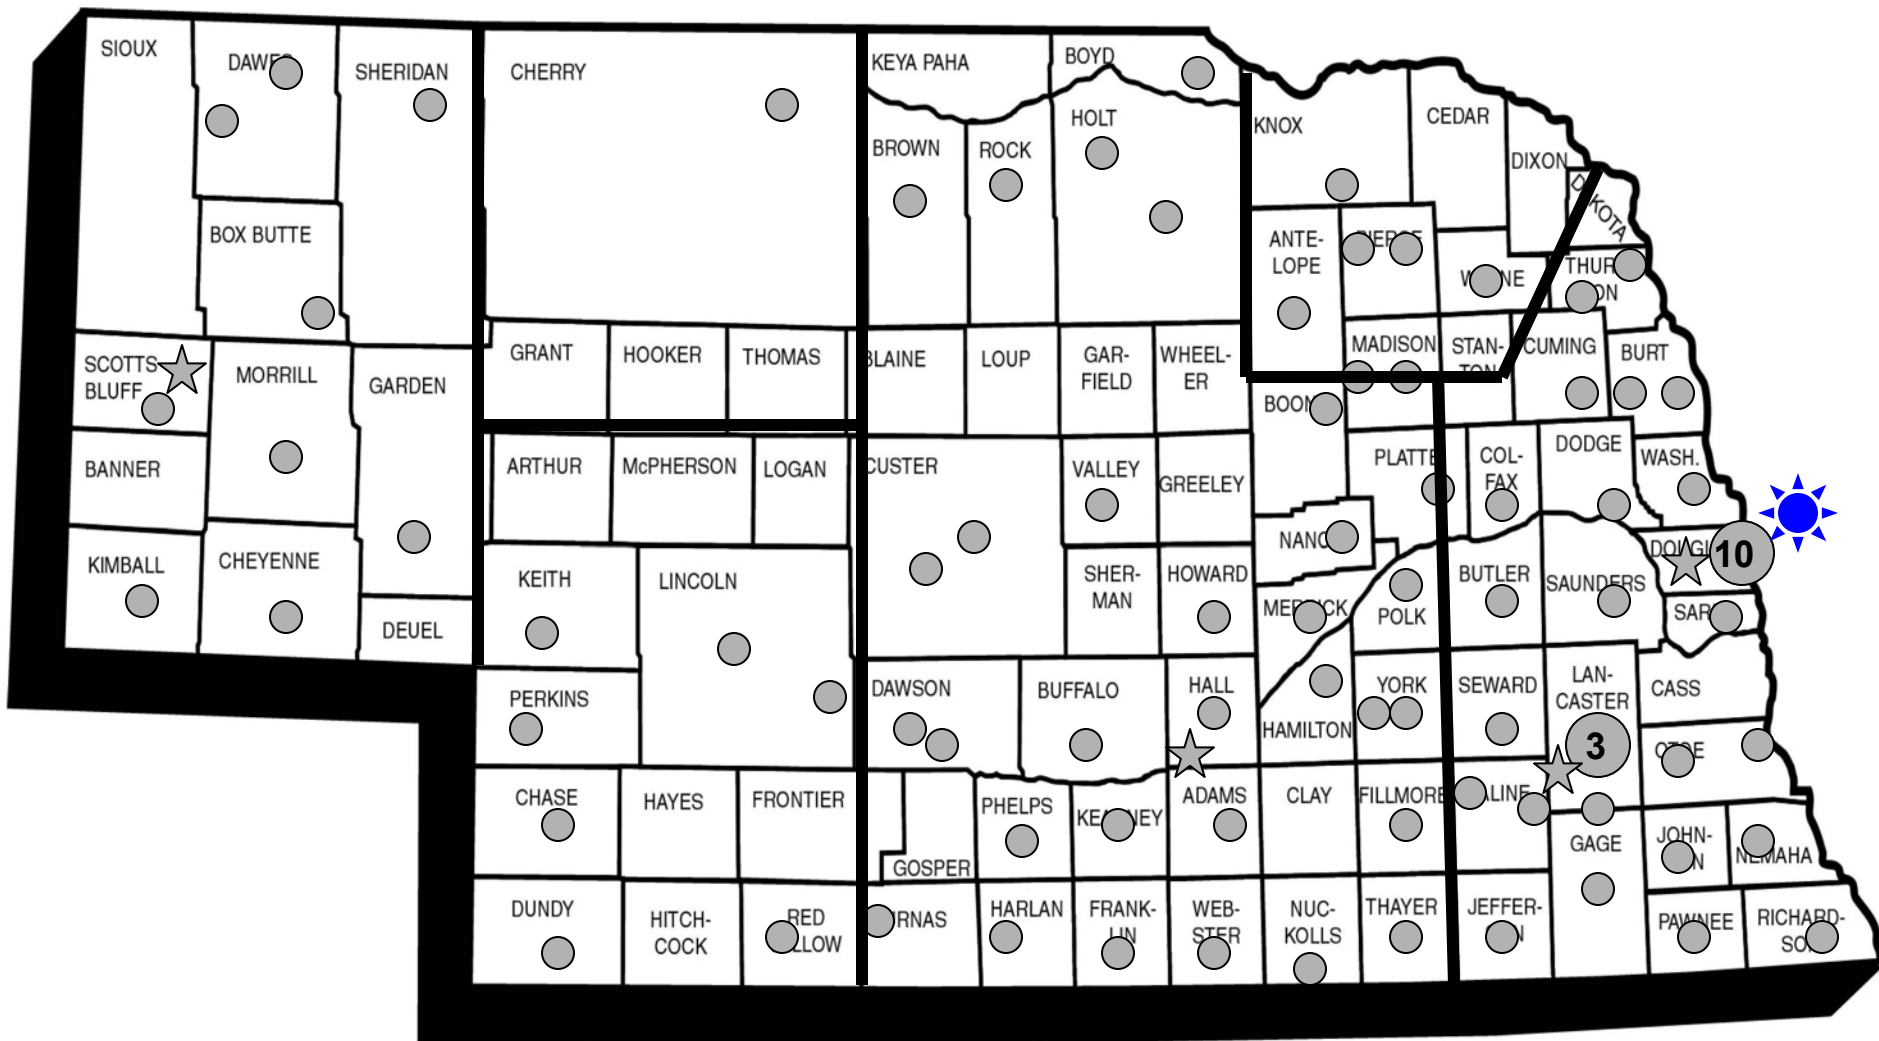 SIOUX
DAWES
SHERIDAN
CHERRY
KEYA PAHA
BOYD
HOLT
KNOX
CEDAR
DIXON
BROWN
ROCK
BOX BUTTE
ANTE-
LOPE
SCOTTS
BLUFF
MORRILL
GARDEN
GRANT
HOOKER
THOMAS
BLAINE
LOUP
GAR-
FIELD
WHEEL-
ER
MADISON
STAN-
TON
CUMING
BURT
BANNER
ARTHUR
McPHERSON
LOGAN
CUSTER
VALLEY
GREELEY
PLATTE
COL-
FAX
DODGE
WASH.
10
KIMBALL
CHEYENNE
KEITH
LINCOLN
SHER-
MAN
HOWARD
POLK
BUTLER
SAUNDERS
DEUEL
PERKINS
DAWSON
BUFFALO
HALL
HAMILTON
YORK
SEWARD
LAN-
CASTER
3
CASS
CHASE
HAYES
FRONTIER
GOSPER
PHELPS
ADAMS
CLAY
FILLMORE
GAGE
DUNDY
HITCH-
COCK
RED
HARLAN
FRANK-
LIN
WEB-
STER
NUC-
KOLLS
THAYER
JEFFER-
JOHN-
NEMAHA
PAWNEE
RICHARD-
SON